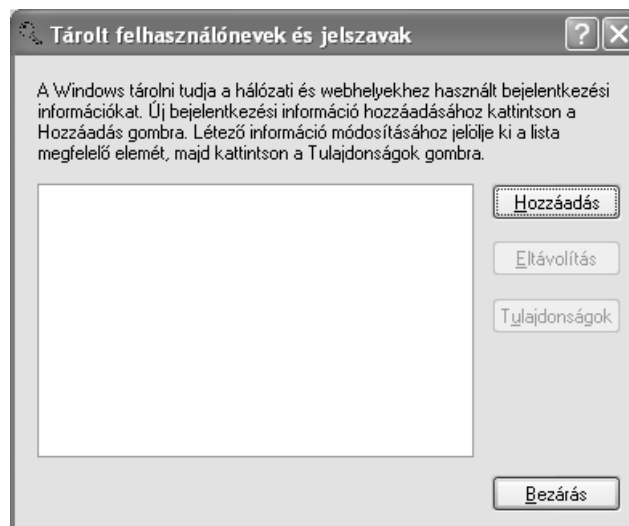 Tárolt felhasználónevek és jelszavak
A Windows tárolni tudja a hálózati és webhelyekhez használt bejelentkezési
információkat. Új bejelentkezési információ hozzáadásához kattintson a
Hozzáadás gombra. Létező információ módosításához jelölje ki a lista
megfelelő elemét, majd kattintson a Tulajdonságok gombra.
Hozzáadás
Eltávolítás
Tulajdonságok
Bezárás